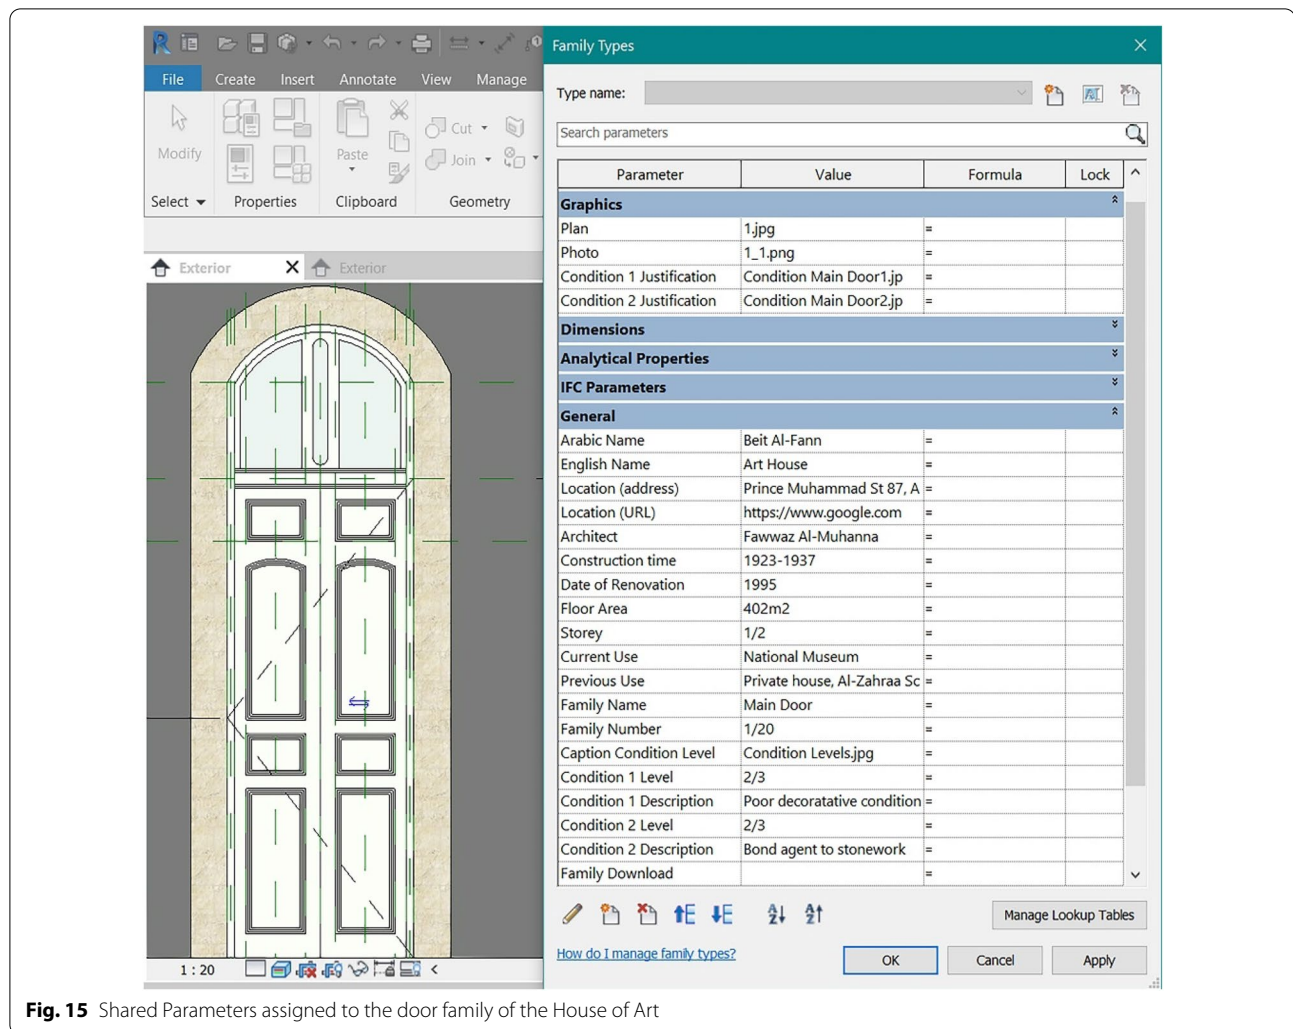 Family Types
File Create Insert Annotate View Manage
Type name:
Search parameters
Modify
Paste
Cut
Join
Select Properties Clipboard Geometry
Exterior
Exterior
Parameter Value Formula Lock
Graphics
Plan 1.jpg =
Photo 1_1.png =
Condition 1 Justification Condition Main Door1.jp =
Condition 2 Justification Condition Main Door2.jp =
Dimensions
Analytical Properties
IFC Parameters
General
Arabic Name Beit Al-Fann =
English Name Art House =
Location (address) Prince Muhammad St 87, A =
Location (URL) https://www.google.com =
Architect Fawwaz Al-Muhanna =
Construction time 1923-1937 =
Date of Renovation 1995 =
Floor Area 402m2 =
Storey 1/2 =
Current Use National Museum =
Previous Use Private house, Al-Zahraa Sc =
Family Name Main Door =
Family Number 1/20 =
Caption Condition Level Condition Levels.jpg =
Condition 1 Level 2/3 =
Condition 1 Description Poor decoratative condition =
Condition 2 Level 2/3 =
Condition 2 Description Bond agent to stonework =
Family Download =
Manage Lookup Tables
How do I manage family types?
OK Cancel Apply
1 : 20
Fig. 15 Shared Parameters assigned to the door family of the House of Art